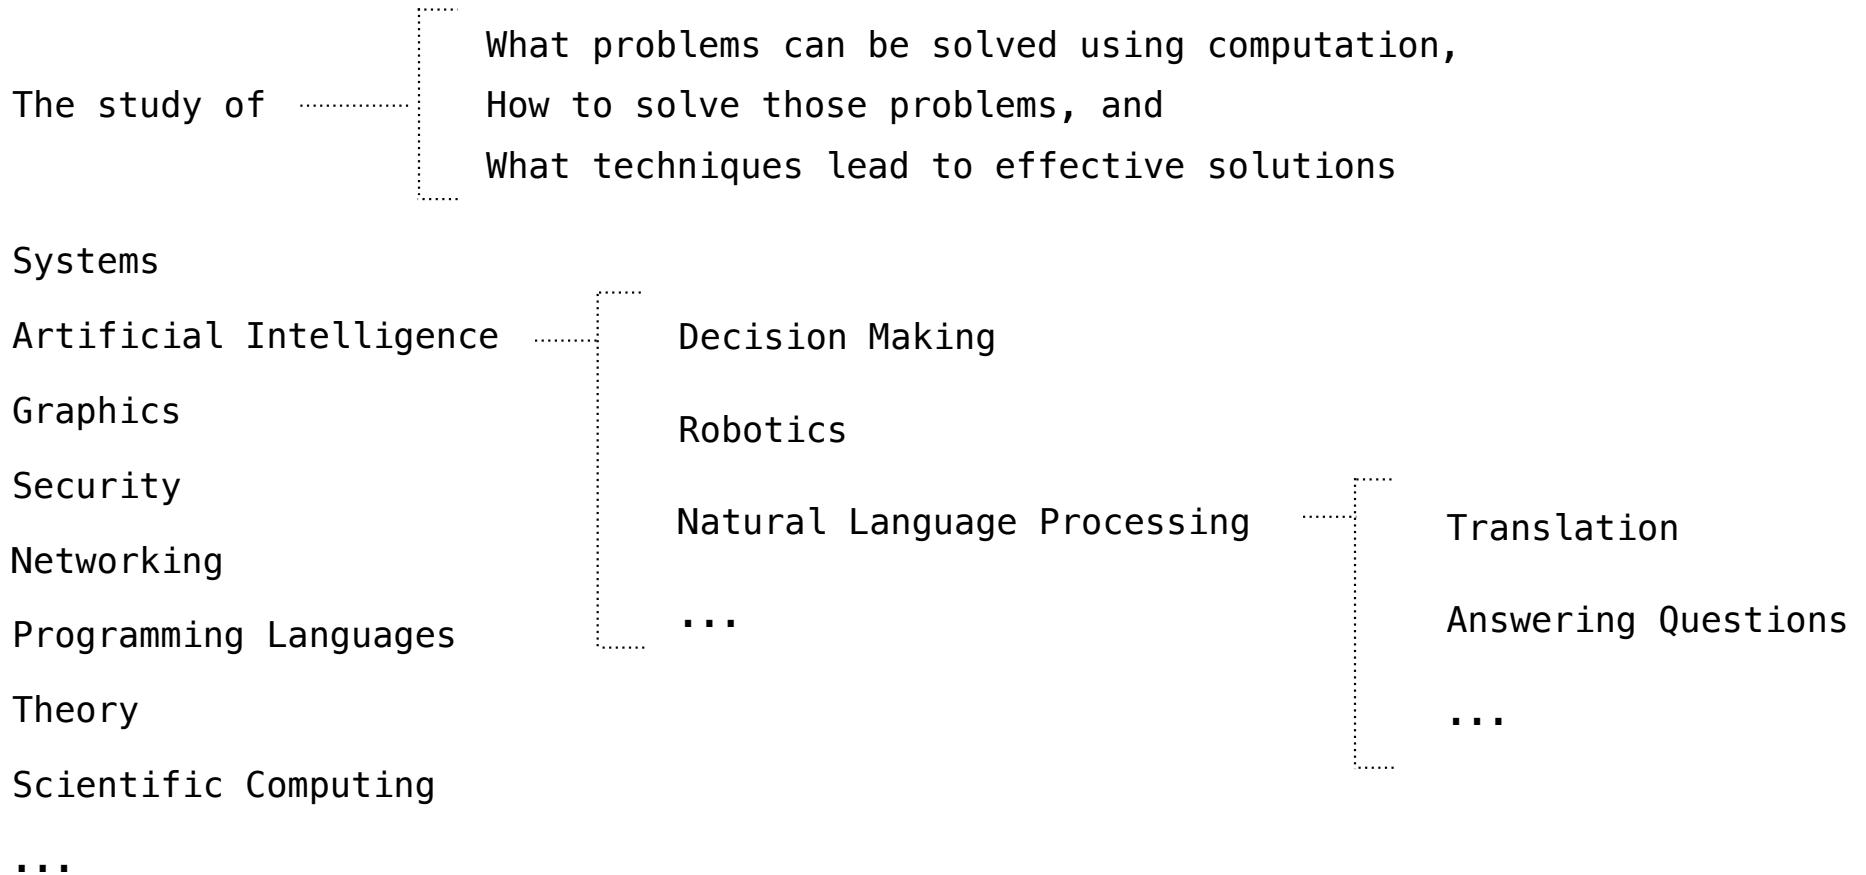 The study of
What problems can be solved using computation,
How to solve those problems, and
What techniques lead to effective solutions
Systems
Artificial Intelligence
Graphics
Security
Networking
Programming Languages
Theory
Scientific Computing
...
Decision Making
Robotics
Natural Language Processing
...
Translation
Answering Questions
...